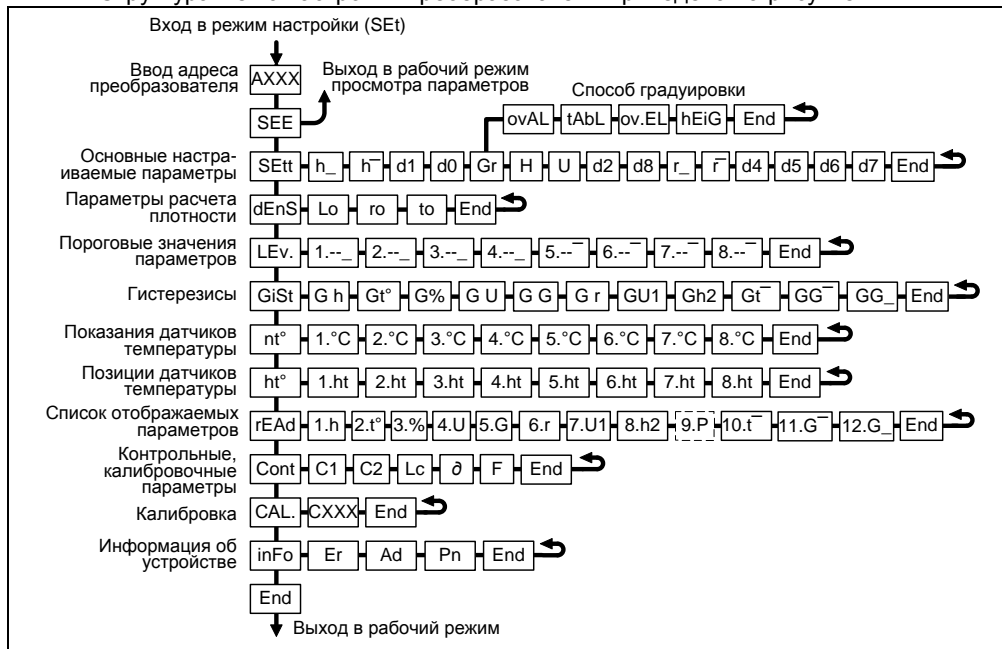 Вход в режим настройки (SEt)
Ввод адреса
преобразователя
AXXX
Выход в рабочий режим
просмотра параметров
SEE
Способ градуировки
ovAL tAbL ov.EL hEiG End
Основные настра-
иваемые параметры
SEtt h_ h¯ d1 d0 Gr H U d2 d8 r_ r¯ d4 d5 d6 d7 End
Параметры расчета
плотности
dEnS Lo ro to End
Пороговые значения
параметров
LEv. 1.--_ 2.--_ 3.--_ 4.--_ 5.--¯ 6.--¯ 7.--¯ 8.--¯ End
Гистерезисы
GiSt G h Gt° G% G U G G G r GU1 Gh2 Gt¯ GG¯ GG_ End
Показания датчиков
температуры
nt° 1.°C 2.°C 3.°C 4.°C 5.°C 6.°C 7.°C 8.°C End
Позиции датчиков
температуры
ht° 1.ht 2.ht 3.ht 4.ht 5.ht 6.ht 7.ht 8.ht End
Список отображаемых
параметров
rEAd 1.h 2.t° 3.% 4.U 5.G 6.r 7.U1 8.h2 9.P 10.t¯ 11.G¯ 12.G_ End
Контрольные,
калибровочные
параметры
Cont C1 C2 Lc ∂ F End
Калибровка
CAL. CXXX End
Информация об
устройстве
inFo Er Ad Pn End
End
Выход в рабочий режим